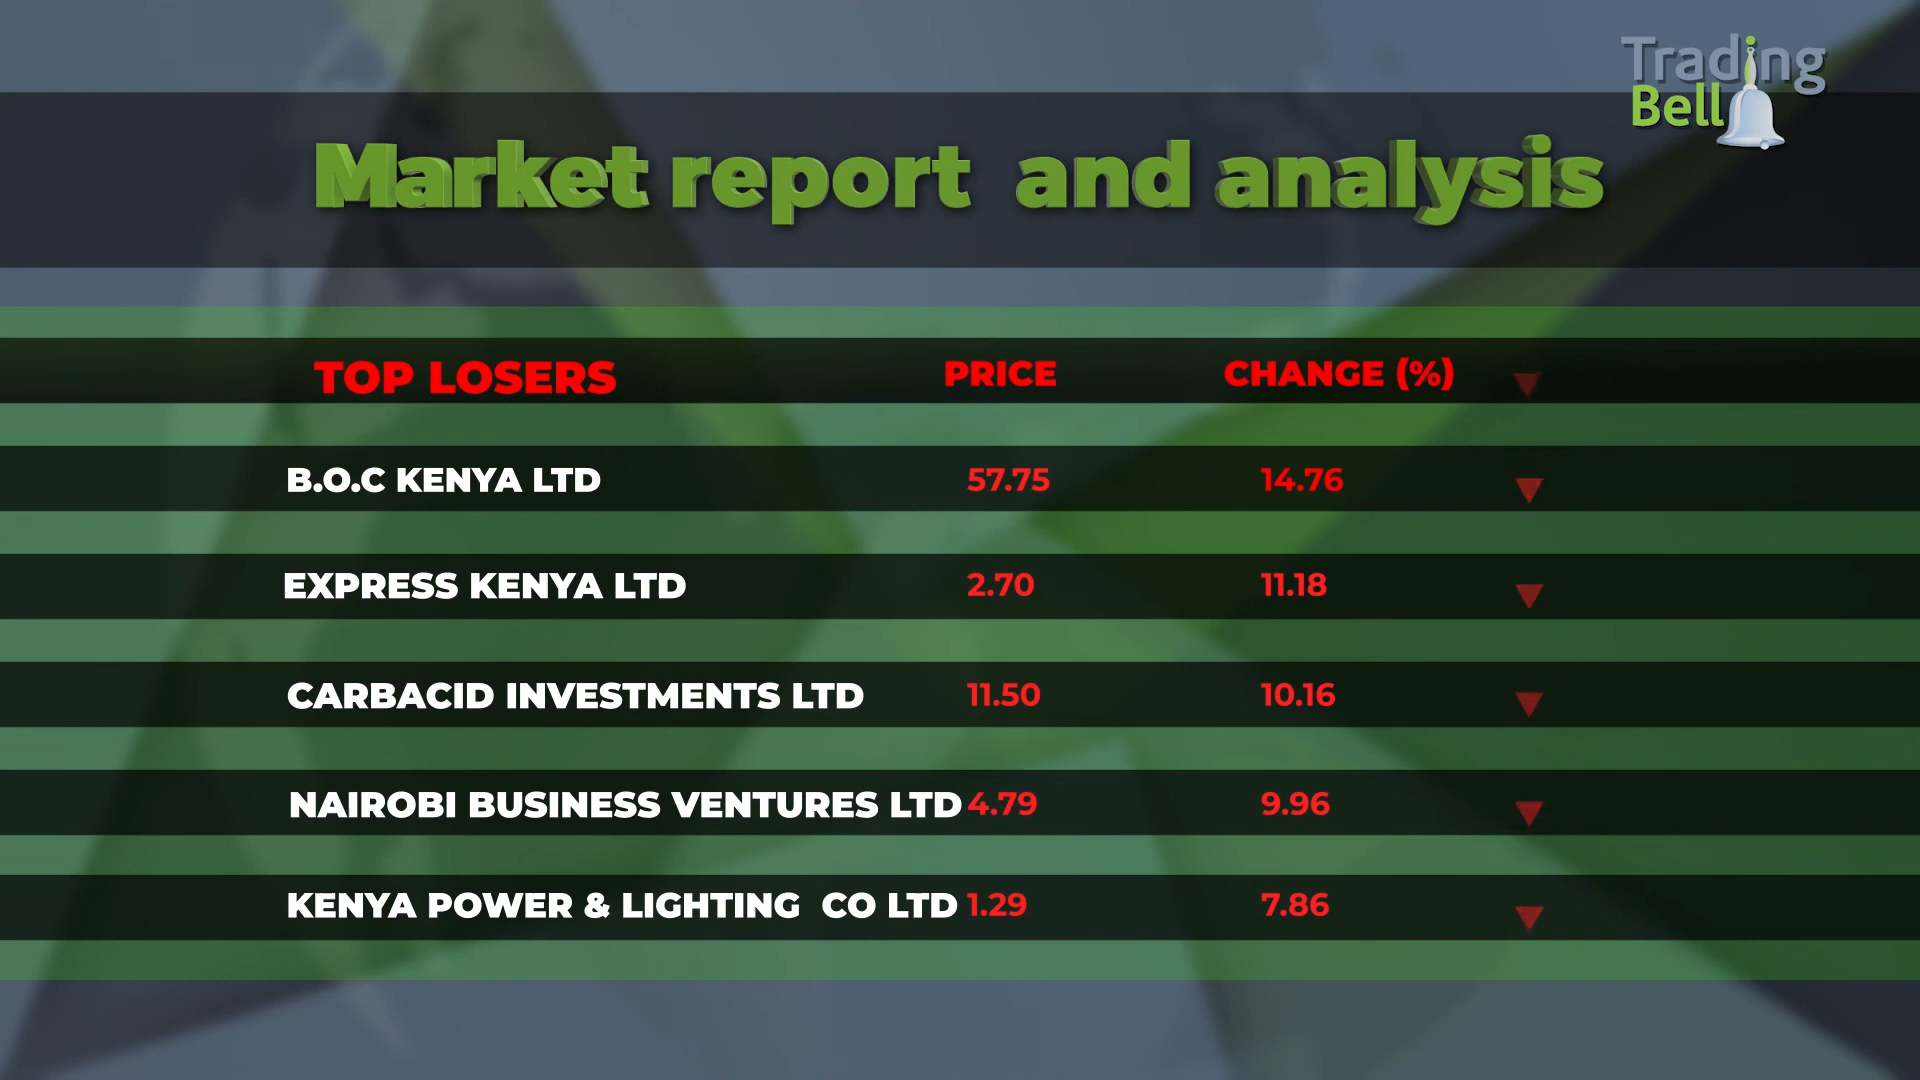 Trading
Bell
Market report and analysis
TOP LOSERS PRICE CHANGE (%)
B.O.C KENYA LTD 57.75 14.76
EXPRESS KENYA LTD 2.70 11.18
CARBACID INVESTMENTS LTD 11.50 10.16
NAIROBI BUSINESS VENTURES LTD 4.79 9.96
KENYA POWER & LIGHTING CO LTD 1.29 7.86